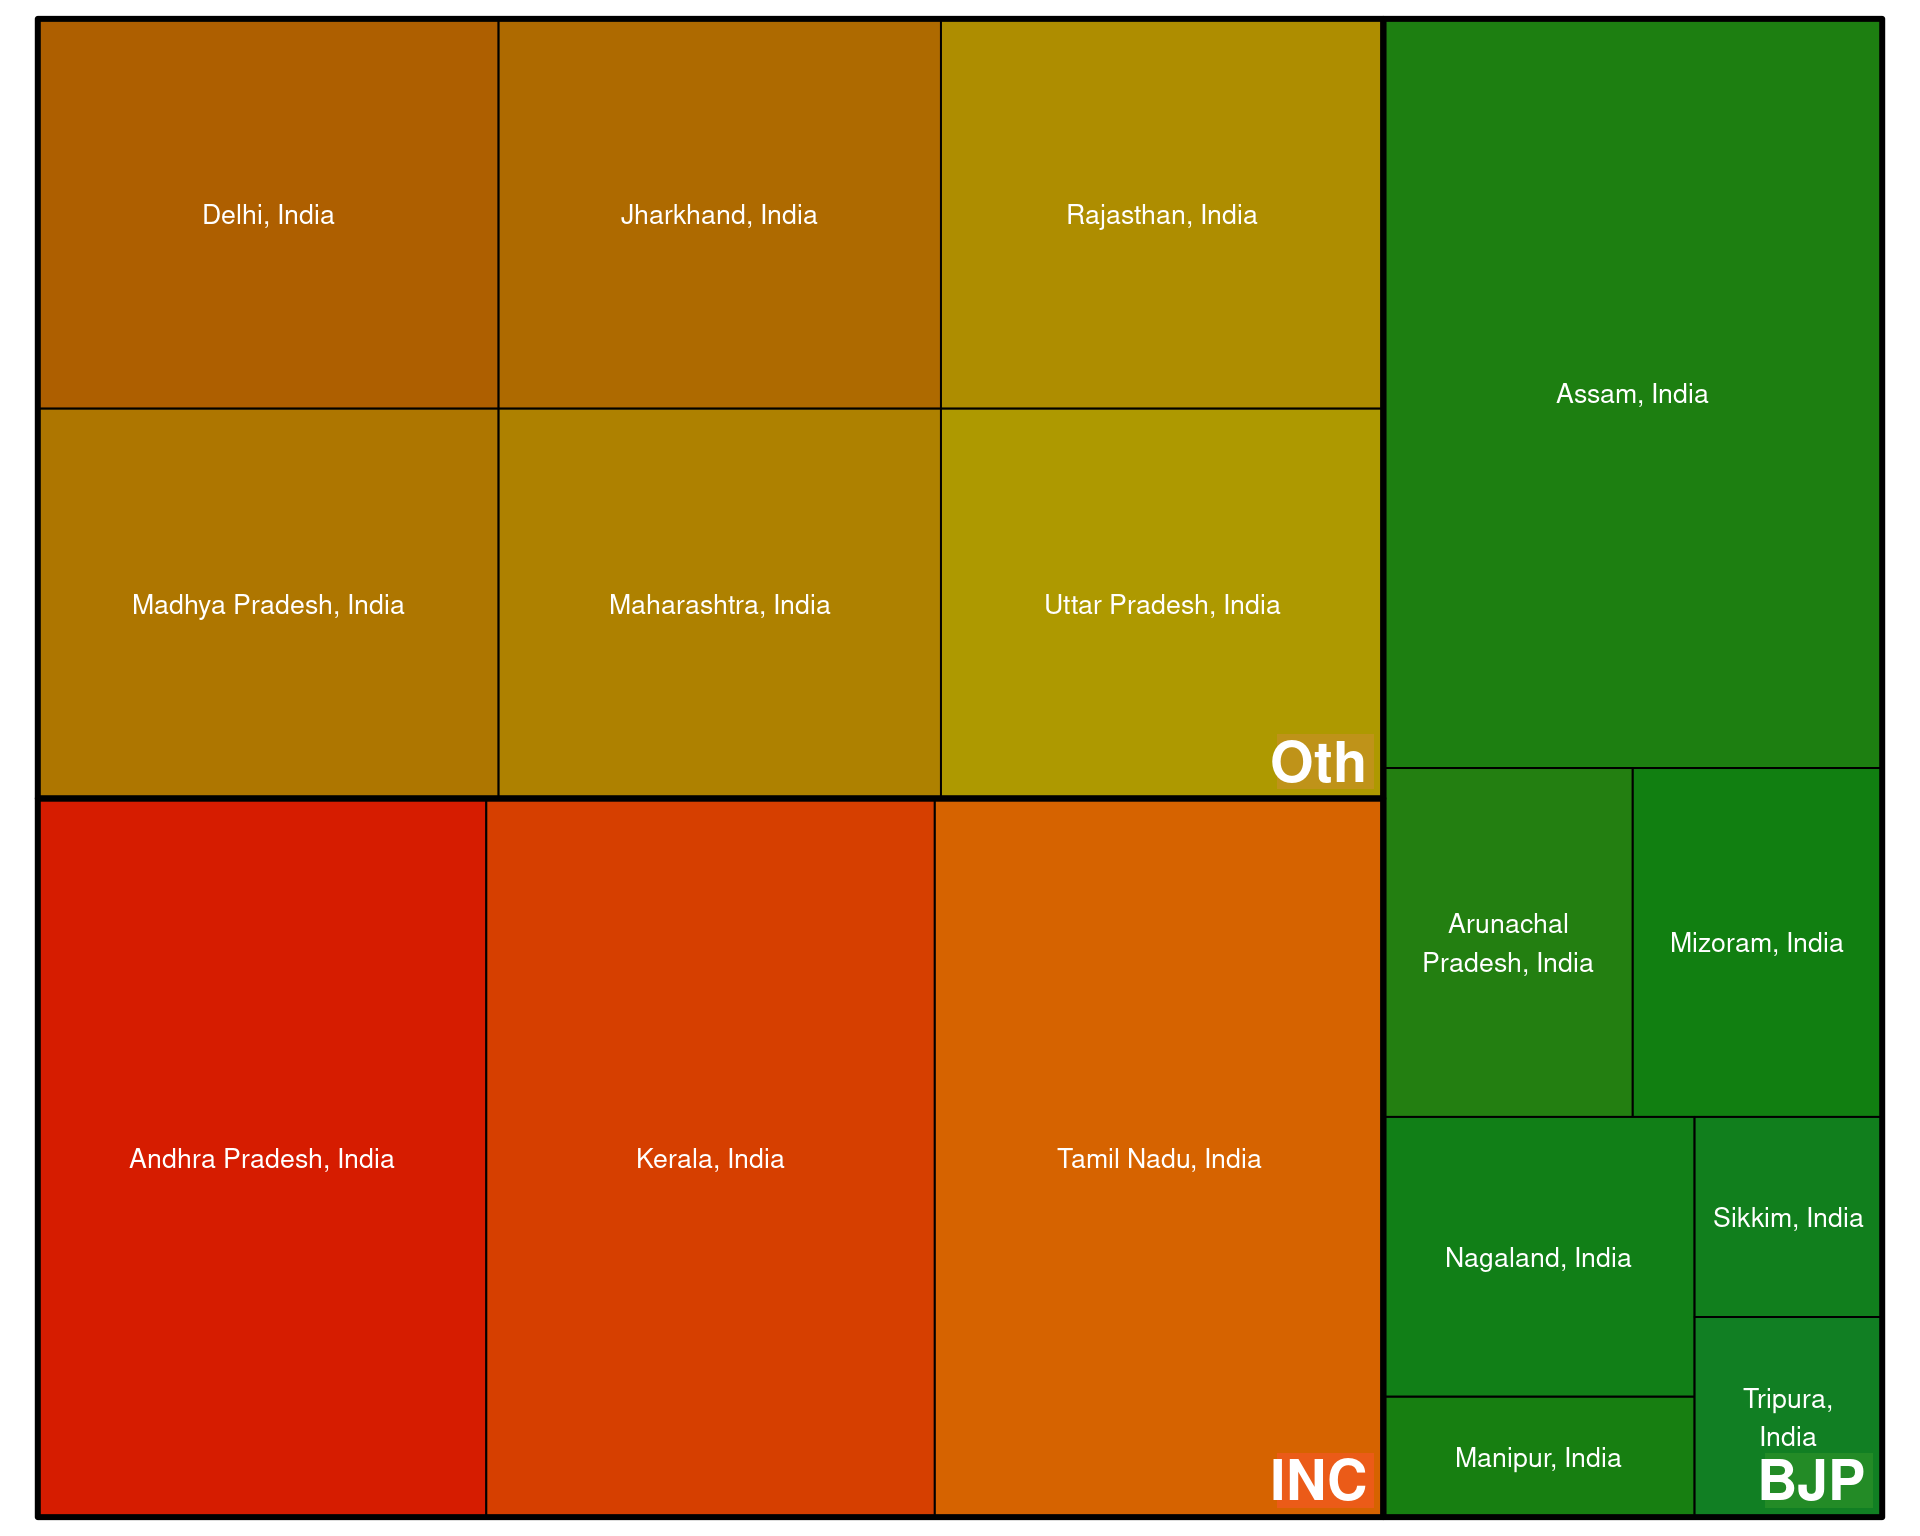 Delhi, India
Jharkhand, India
Rajasthan, India
Madhya Pradesh, India
Maharashtra, India
Uttar Pradesh, India
Oth
Andhra Pradesh, India
Kerala, India
Tamil Nadu, India
INC
Assam, India
Arunachal
Pradesh, India
Mizoram, India
Nagaland, India
Sikkim, India
Manipur, India
Tripura,
India
BJP